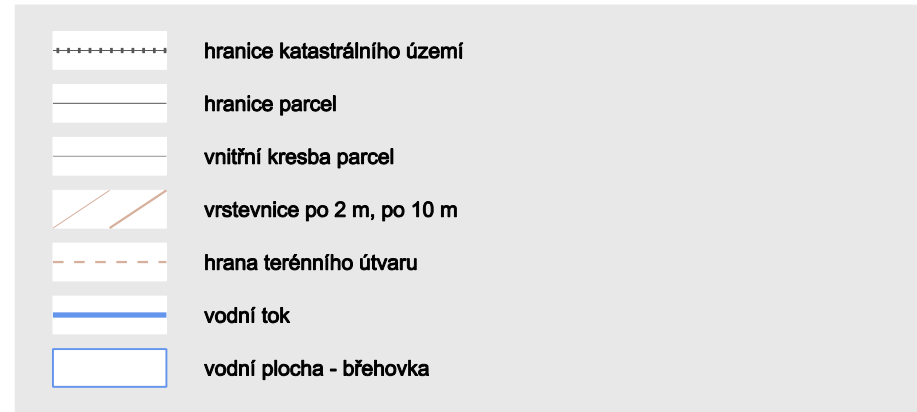 hranice katastrálního území
hranice parcel
vnitřní kresba parcel
vrstevnice po 2 m, po 10 m
hrana terénního útvaru
vodní tok
vodní plocha - břehovka